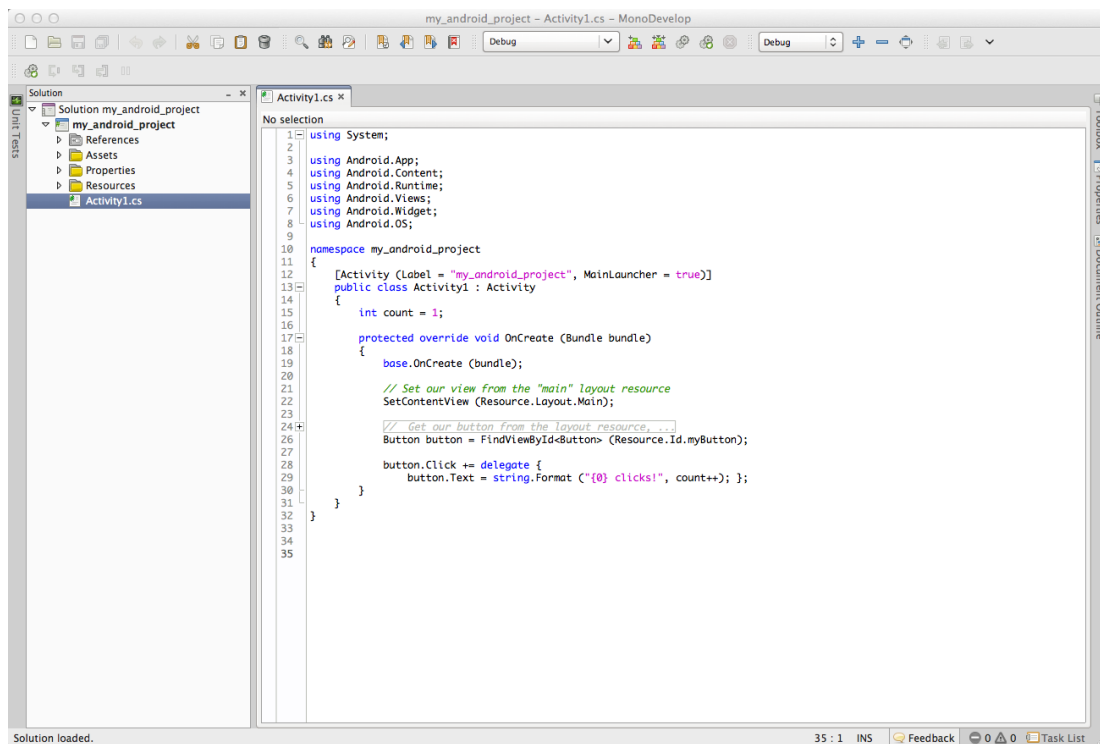 my_android_project – Activity1.cs – MonoDevelop
Debug
Debug
Solution
Activity1.cs
Unit Tests
Solution my_android_project
my_android_project
References
Assets
Properties
Resources
Activity1.cs
No selection
1 using System;
2
3 using Android.App;
4 using Android.Content;
5 using Android.Runtime;
6 using Android.Views;
7 using Android.Widget;
8 using Android.OS;
9
10 namespace my_android_project
11 {
12 [Activity (Label = "my_android_project", MainLauncher = true)]
13 public class Activity1 : Activity
14 {
15 int count = 1;
16
17 protected override void OnCreate (Bundle bundle)
18 {
19 base.OnCreate (bundle);
20
21 // Set our view from the "main" layout resource
22 SetContentView (Resource.Layout.Main);
23
24 // Get our button from the layout resource, ...
26 Button button = FindViewById<Button> (Resource.Id.myButton);
27
28 button.Click += delegate {
29 button.Text = string.Format ("{0} clicks!", count++); };
30 }
31 }
32 }
33
34
35
Toolbox
Properties
Document Outline
Solution loaded.
35 : 1 INS Feedback 0 0 Task List